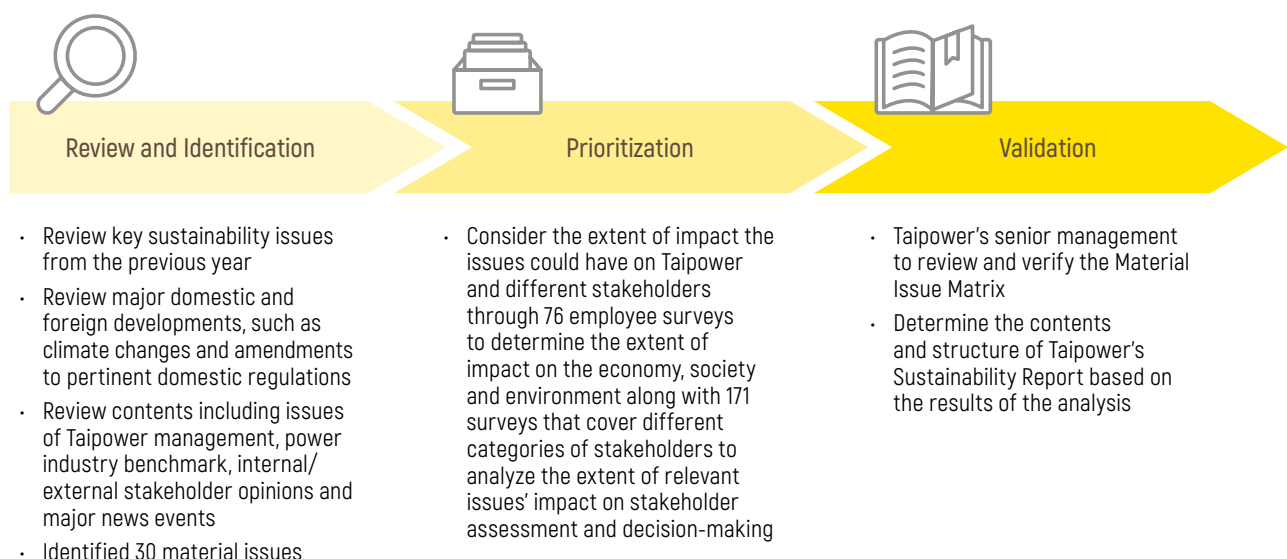 Review and Identification
Prioritization
Validation
• Review key sustainability issues
from the previous year
• Review major domestic and
foreign developments, such as
climate changes and amendments
to pertinent domestic regulations
• Review contents including issues
of Taipower management, power
industry benchmark, internal/
external stakeholder opinions and
major news events
• Identified 30 material issues
• Consider the extent of impact the
issues could have on Taipower
and different stakeholders
through 76 employee surveys
to determine the extent of
impact on the economy, society
and environment along with 171
surveys that cover different
categories of stakeholders to
analyze the extent of relevant
issues' impact on stakeholder
assessment and decision-making
• Taipower's senior management
to review and verify the Material
Issue Matrix
• Determine the contents
and structure of Taipower's
Sustainability Report based on
the results of the analysis